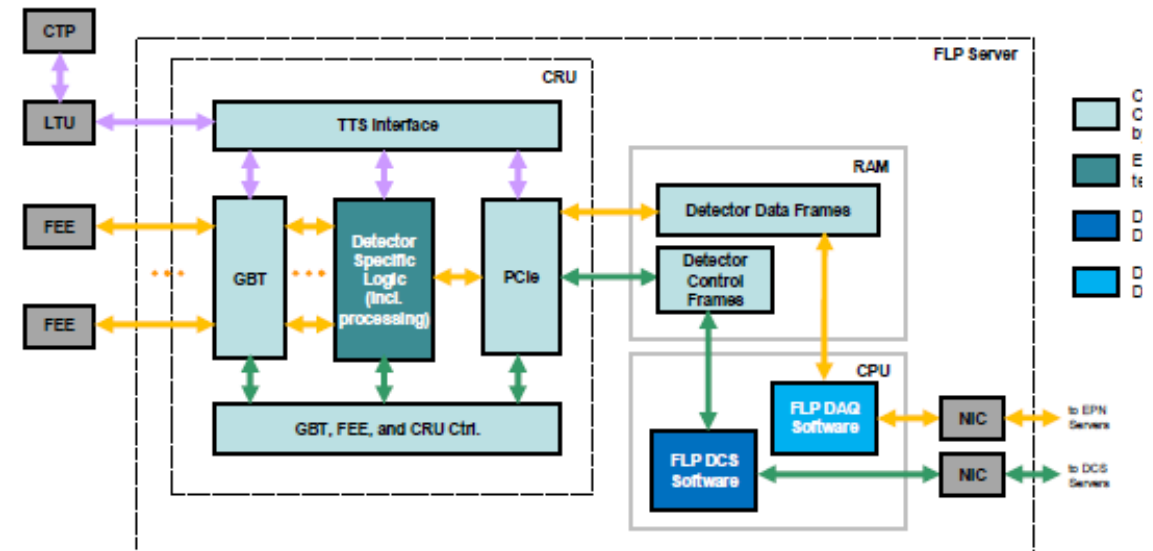 CTP
FLP Server
CRU
LTU
TTS Interface
RAM
Detector Data Frames
FEE
Detector
Specific
Logic
(incl.
processing)
GBT
PCIe
Detector
Control
Frames
FEE
CPU
FLP DAQ
Software
NIC
to EPN
Servers
GBT, FEE, and CRU Ctrl.
FLP DCS
Software
NIC
to DCS
Servers